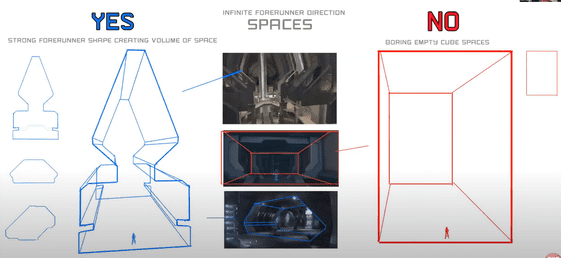 INFINITE FORERUNNER DIRECTION
SPACES
YES
STRONG FORERUNNER SHAPE CREATING VOLUME OF SPACE
NO
BORING EMPTY CUBE SPACES